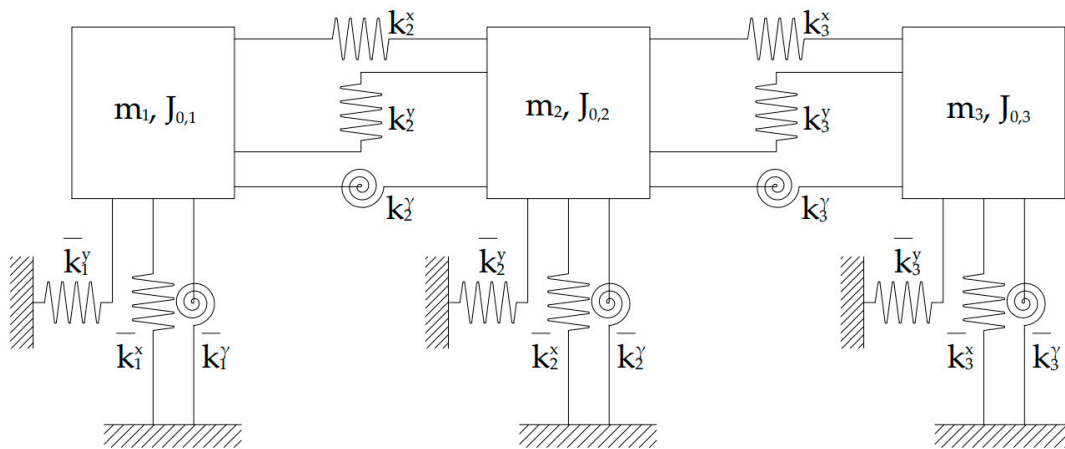 k₂ˣ
k₃ˣ
m₁, J₀,₁
k₂ʸ
m₂, J₀,₂
k₃ʸ
m₃, J₀,₃
k₂ᵞ
k₃ᵞ
k̅₁ʸ
k̅₂ʸ
k̅₃ʸ
k̅₁ˣ
k̅₁ᵞ
k̅₂ˣ
k̅₂ᵞ
k̅₃ˣ
k̅₃ᵞ